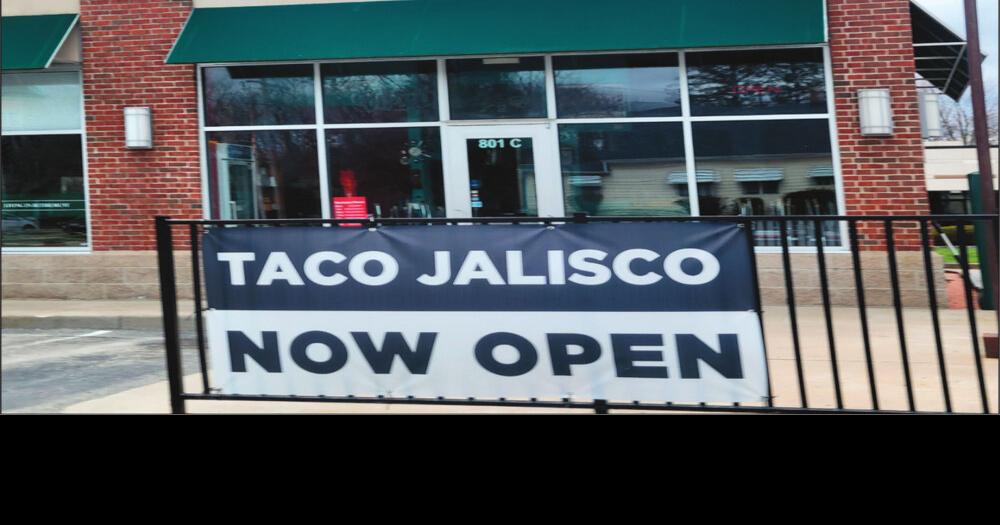 801 C
TACO JALISCO
NOW OPEN